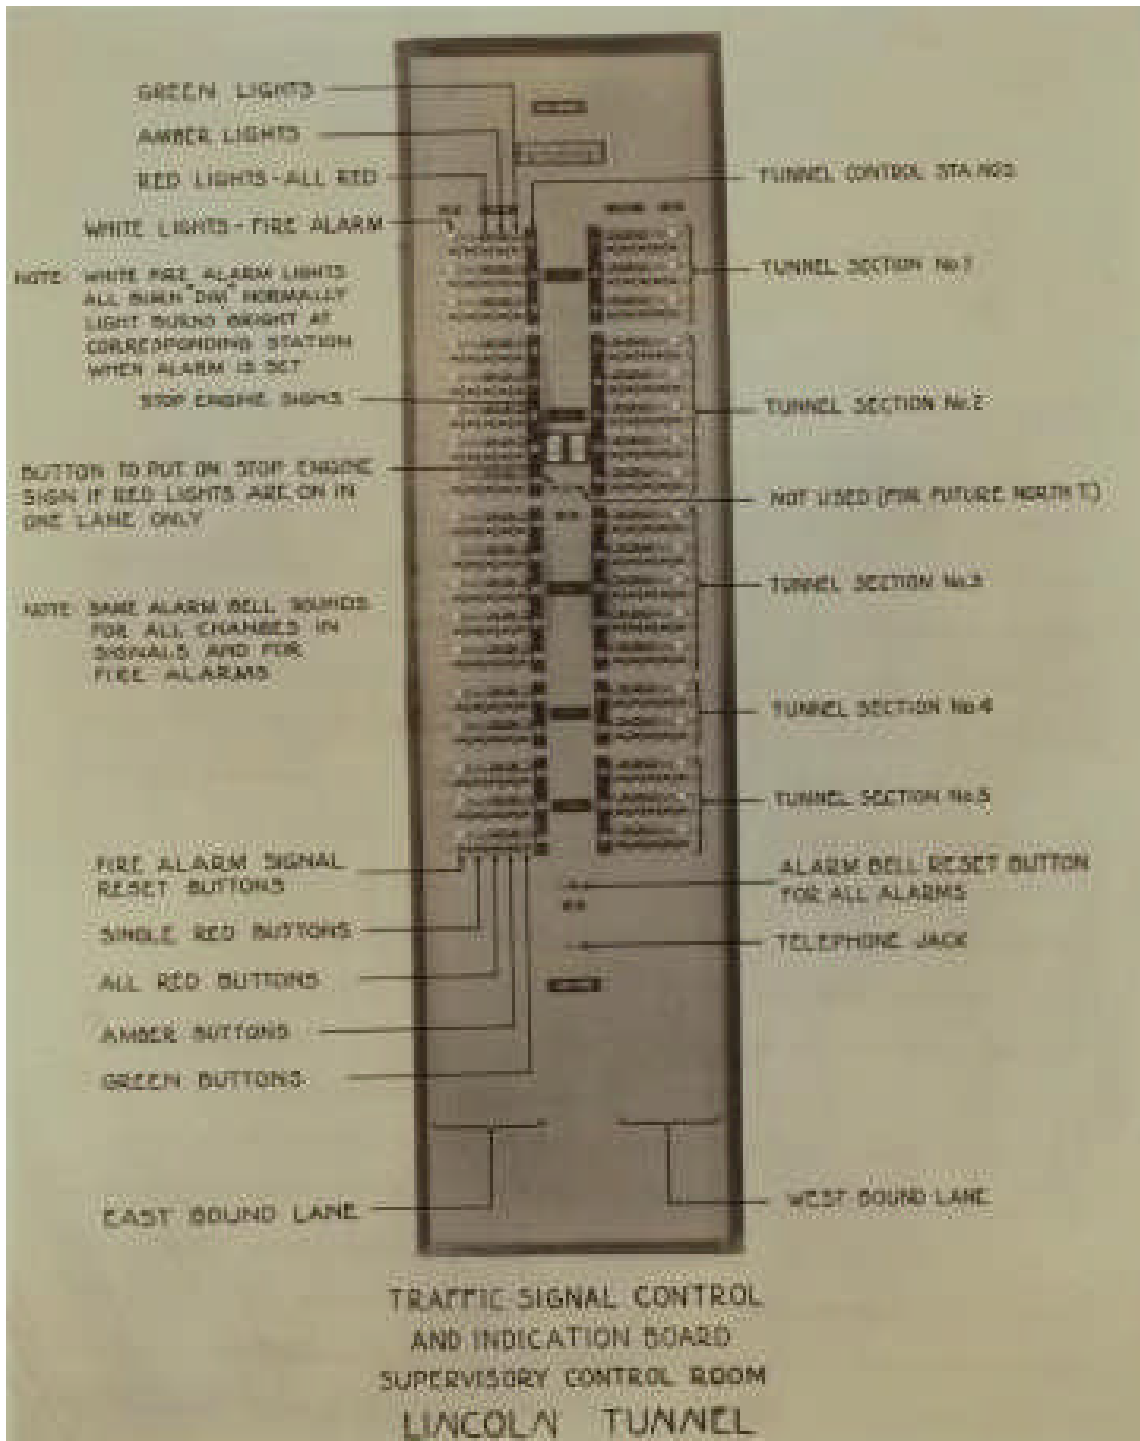 GREEN LIGHTS
AMBER LIGHTS
RED LIGHTS - ALL RED
WHITE LIGHTS - FIRE ALARM
NOTE WHITE FIRE ALARM LIGHTS
ALL BURN "DIM" NORMALLY
LIGHT BURNS BRIGHT AT
CORRESPONDING STATION
WHEN ALARM IS SET
STOP ENGINE SIGNS
BUTTON TO PUT ON STOP ENGINE
SIGN IF RED LIGHTS ARE ON IN
ONE LANE ONLY
NOTE SAME ALARM BELL SOUNDS
FOR ALL CHANGES IN
SIGNALS AND FOR
FIRE ALARMS
FIRE ALARM SIGNAL
RESET BUTTONS
SINGLE RED BUTTONS
ALL RED BUTTONS
AMBER BUTTONS
GREEN BUTTONS
EAST BOUND LANE
TUNNEL CONTROL STA. NOS
TUNNEL SECTION No.1
TUNNEL SECTION No.2
NOT USED (FOR FUTURE NORTH T.)
TUNNEL SECTION No.3
TUNNEL SECTION No.4
TUNNEL SECTION No.5
ALARM BELL RESET BUTTON
FOR ALL ALARMS
TELEPHONE JACK
WEST BOUND LANE
TRAFFIC SIGNAL CONTROL
AND INDICATION BOARD
SUPERVISORY CONTROL ROOM
LINCOLN TUNNEL